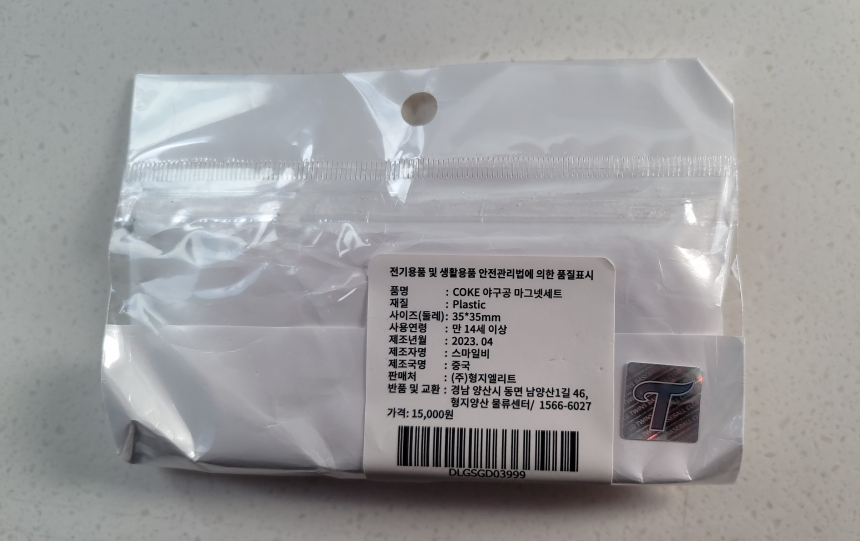 전기용품 및 생활용품 안전관리법에 의한 품질표시
품명 : COKE 야구공 마그넷세트
재질 : Plastic
사이즈(둘레) : 35*35mm
사용연령 : 만 14세 이상
제조년월 : 2023. 04
제조자명 : 스마일비
제조국명 : 중국
판매처 : (주)형지엘리트
반품 및 교환 : 경남 양산시 동면 남양산1길 46,
형지양산 물류센터/ 1566-6027
가격: 15,000원
DLGSGD03999
T